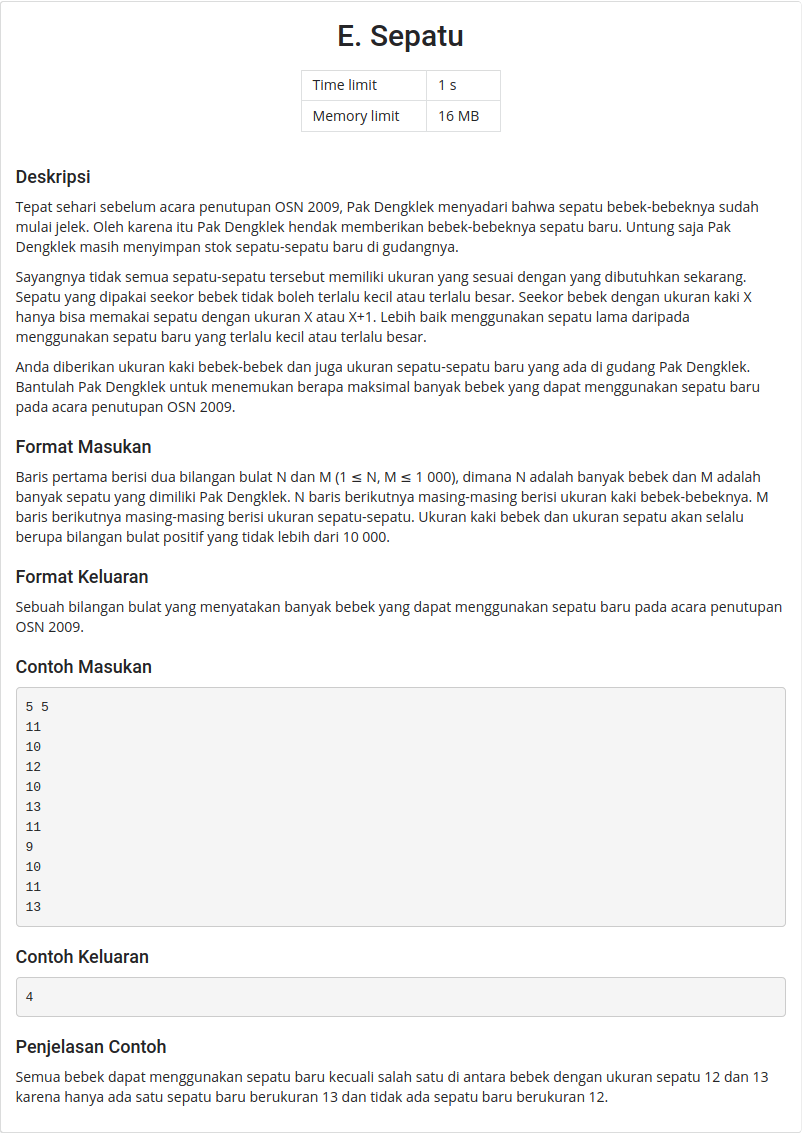 E. Sepatu
Time limit 1 s
Memory limit 16 MB
Deskripsi
Tepat sehari sebelum acara penutupan OSN 2009, Pak Dengklek menyadari bahwa sepatu bebek-bebeknya sudah
mulai jelek. Oleh karena itu Pak Dengklek hendak memberikan bebek-bebeknya sepatu baru. Untung saja Pak
Dengklek masih menyimpan stok sepatu-sepatu baru di gudangnya.
Sayangnya tidak semua sepatu-sepatu tersebut memiliki ukuran yang sesuai dengan yang dibutuhkan sekarang.
Sepatu yang dipakai seekor bebek tidak boleh terlalu kecil atau terlalu besar. Seekor bebek dengan ukuran kaki X
hanya bisa memakai sepatu dengan ukuran X atau X+1. Lebih baik menggunakan sepatu lama daripada
menggunakan sepatu baru yang terlalu kecil atau terlalu besar.
Anda diberikan ukuran kaki bebek-bebek dan juga ukuran sepatu-sepatu baru yang ada di gudang Pak Dengklek.
Bantulah Pak Dengklek untuk menemukan berapa maksimal banyak bebek yang dapat menggunakan sepatu baru
pada acara penutupan OSN 2009.
Format Masukan
Baris pertama berisi dua bilangan bulat N dan M (1 ≤ N, M ≤ 1 000), dimana N adalah banyak bebek dan M adalah
banyak sepatu yang dimiliki Pak Dengklek. N baris berikutnya masing-masing berisi ukuran kaki bebek-bebeknya. M
baris berikutnya masing-masing berisi ukuran sepatu-sepatu. Ukuran kaki bebek dan ukuran sepatu akan selalu
berupa bilangan bulat positif yang tidak lebih dari 10 000.
Format Keluaran
Sebuah bilangan bulat yang menyatakan banyak bebek yang dapat menggunakan sepatu baru pada acara penutupan
OSN 2009.
Contoh Masukan
5 5
11
10
12
10
13
11
9
10
11
13
Contoh Keluaran
4
Penjelasan Contoh
Semua bebek dapat menggunakan sepatu baru kecuali salah satu di antara bebek dengan ukuran sepatu 12 dan 13
karena hanya ada satu sepatu baru berukuran 13 dan tidak ada sepatu baru berukuran 12.